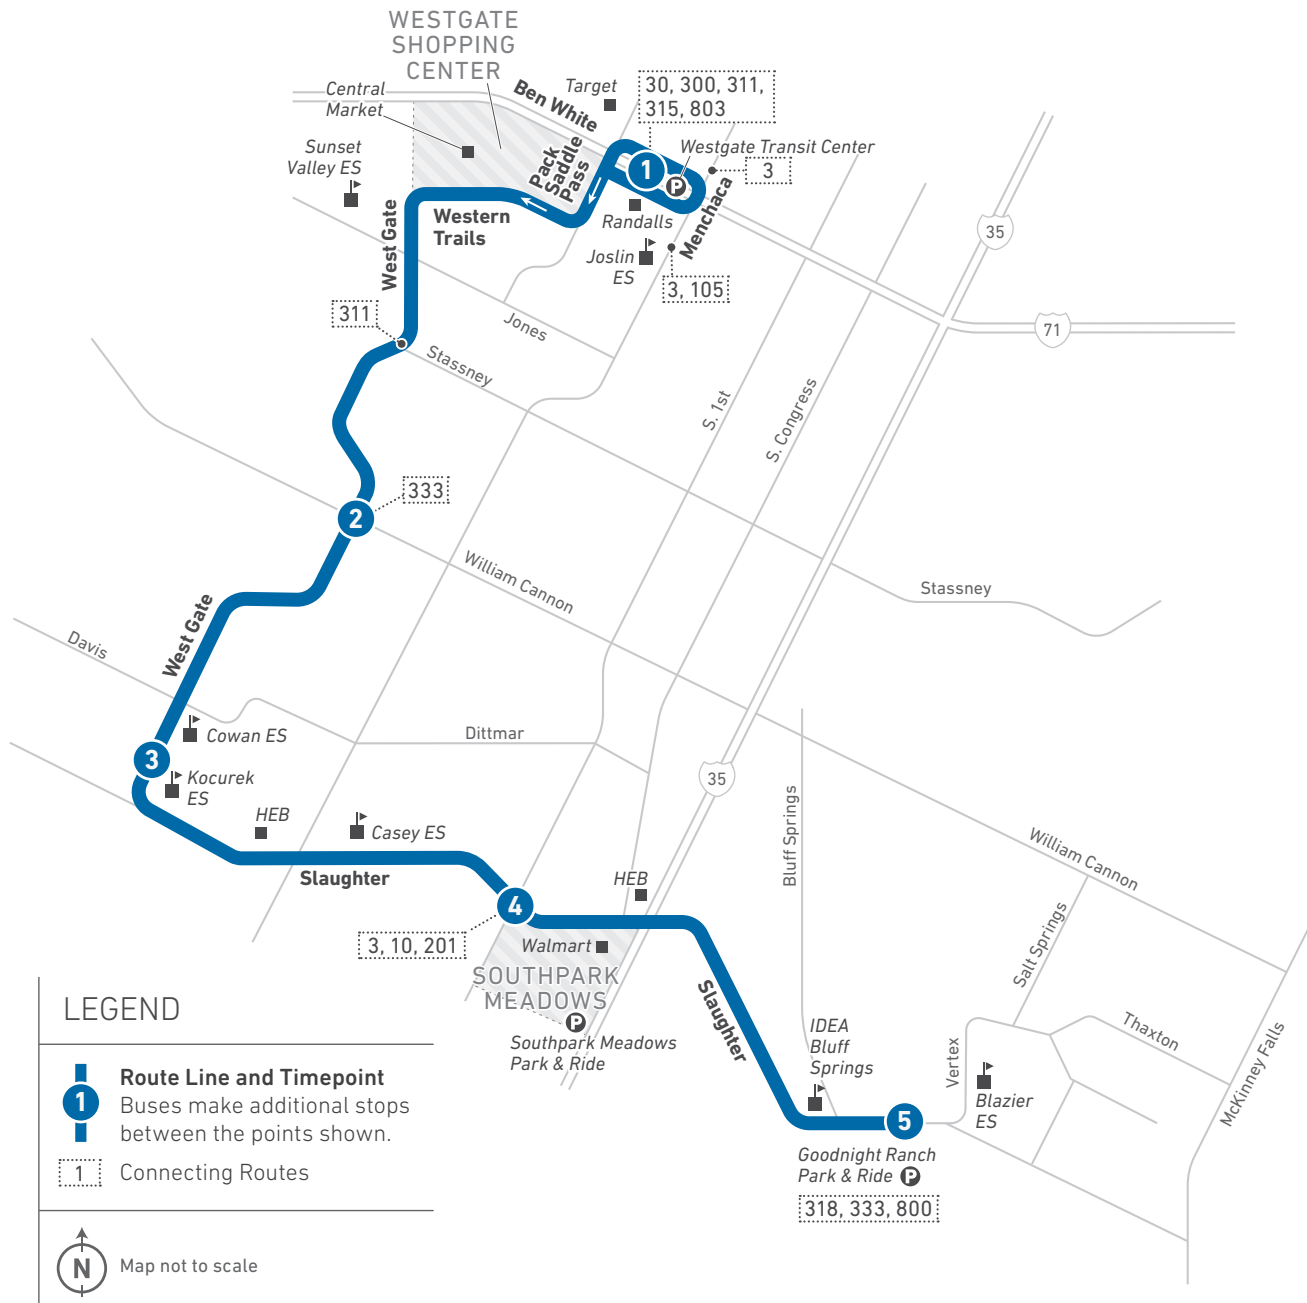 WESTGATE
SHOPPING
CENTER
Central
Market
Ben White
Target
30, 300, 311,
315, 803
Westgate Transit Center
Sunset
Valley ES
Pack
Saddle
Pass
1
P
3
West Gate
Western
Trails
Randalls
Menchaca
Joslin
ES
3, 105
35
311
Jones
71
Stassney
S. 1st
S. Congress
2
333
William Cannon
Stassney
West Gate
Davis
Cowan ES
Dittmar
3
Kocurek
ES
35
HEB
Casey ES
Bluff Springs
William Cannon
Slaughter
HEB
4
3, 10, 201
Walmart
Salt Springs
SOUTHPARK
MEADOWS
P
Southpark Meadows
Park & Ride
Slaughter
IDEA
Bluff
Springs
Vertex
Thaxton
McKinney Falls
Blazier
ES
5
Goodnight Ranch
Park & Ride P
318, 333, 800
LEGEND
1
Route Line and Timepoint
Buses make additional stops
between the points shown.
1
Connecting Routes
N
Map not to scale